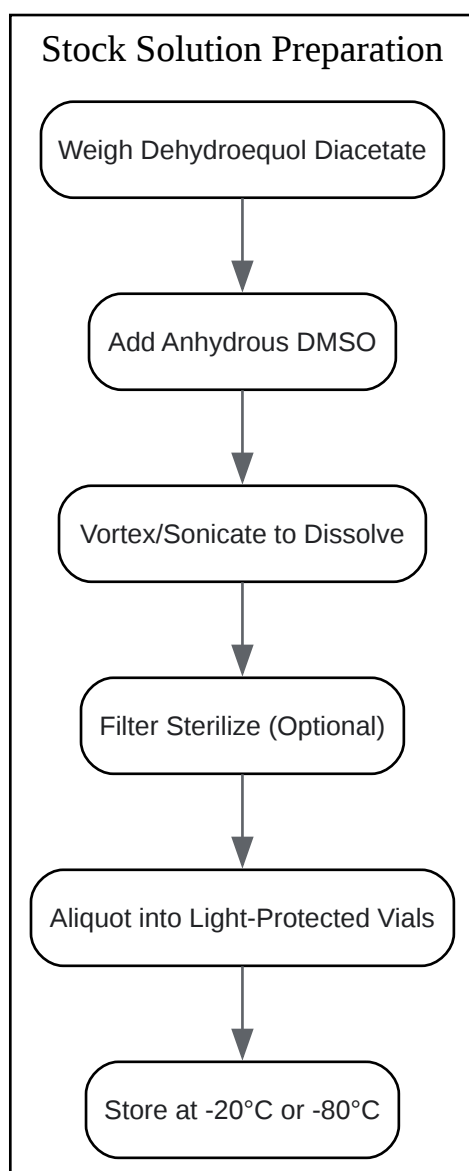 Stock Solution Preparation
Weigh Dehydroequol Diacetate
Add Anhydrous DMSO
Vortex/Sonicate to Dissolve
Filter Sterilize (Optional)
Aliquot into Light-Protected Vials
Store at -20°C or -80°C